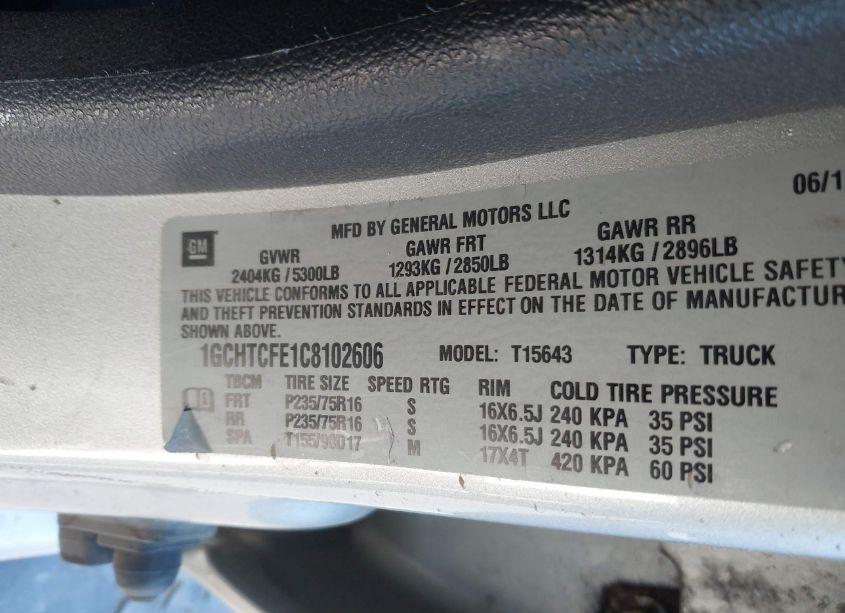 06/1
MFD BY GENERAL MOTORS LLC
GM
GVWR GAWR FRT GAWR RR
2404KG / 5300LB 1293KG / 2850LB 1314KG / 2896LB
THIS VEHICLE CONFORMS TO ALL APPLICABLE FEDERAL MOTOR VEHICLE SAFETY
AND THEFT PREVENTION STANDARDS IN EFFECT ON THE DATE OF MANUFACTUR
SHOWN ABOVE.
1GCHTCFE1C8102606 MODEL: T15643 TYPE: TRUCK
TBCM TIRE SIZE SPEED RTG RIM COLD TIRE PRESSURE
FRT P235/75R16 S 16X6.5J 240 KPA 35 PSI
RR P235/75R16 S 16X6.5J 240 KPA 35 PSI
SPA T155/90D17 M 17X4T 420 KPA 60 PSI